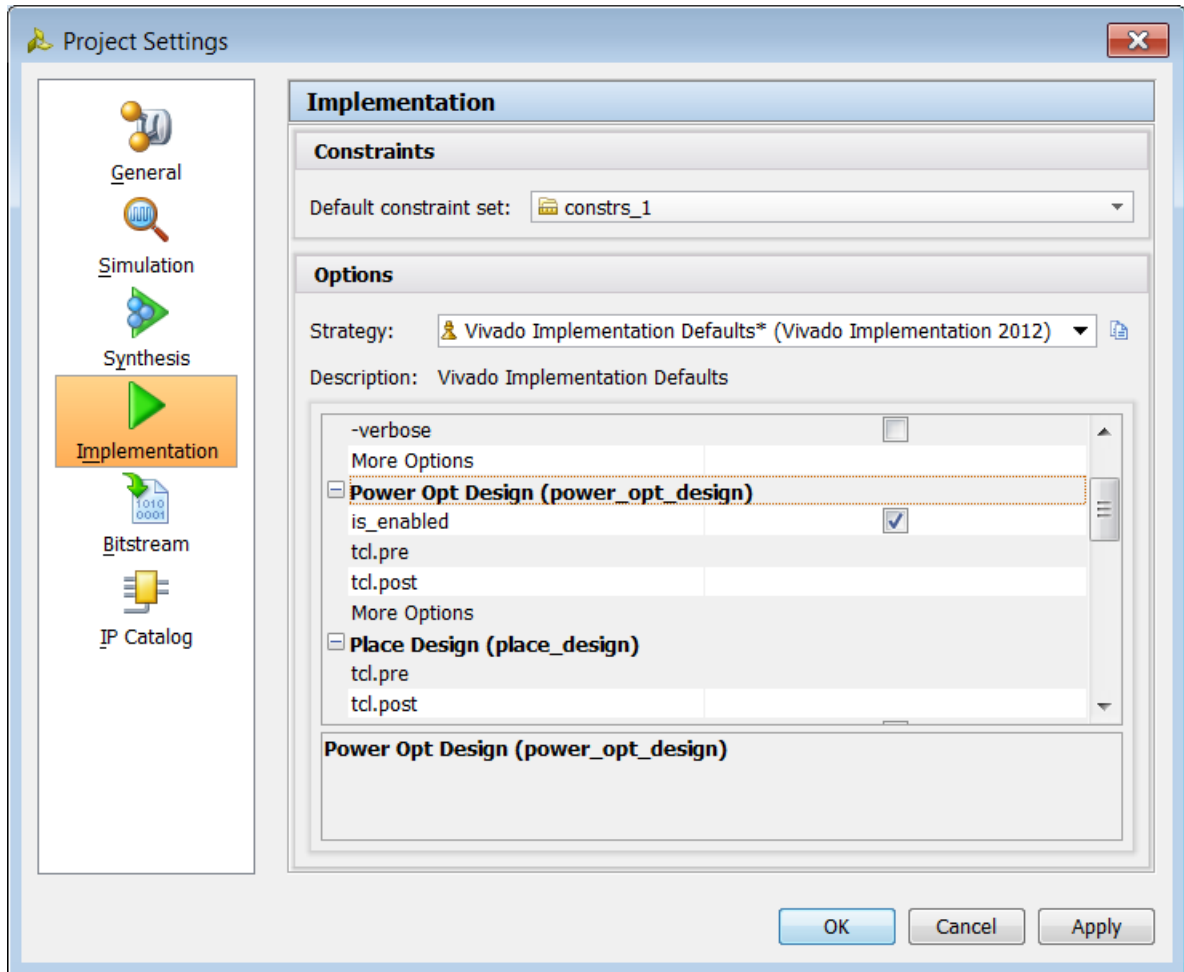 Project Settings
General
Simulation
Synthesis
Implementation
1010
0001
Bitstream
IP Catalog
Implementation
Constraints
Default constraint set: constrs_1
Options
Strategy: Vivado Implementation Defaults* (Vivado Implementation 2012)
Description: Vivado Implementation Defaults
-verbose
More Options
Power Opt Design (power_opt_design)
is_enabled
tcl.pre
tcl.post
More Options
Place Design (place_design)
tcl.pre
tcl.post
Power Opt Design (power_opt_design)
OK Cancel Apply